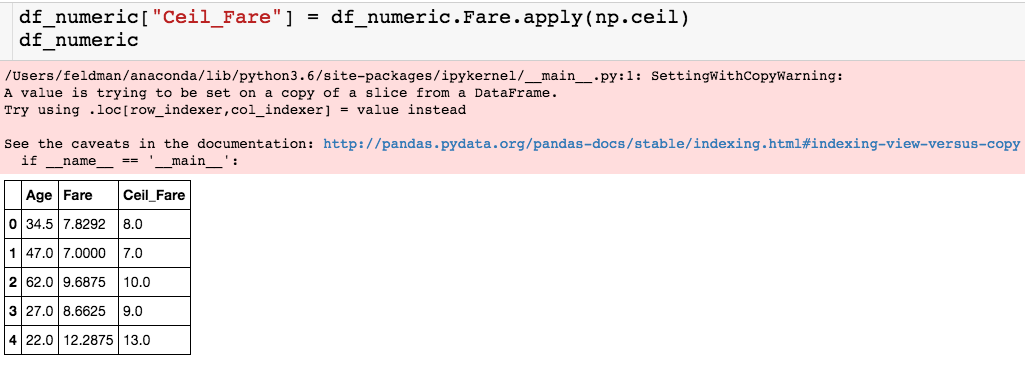 df_numeric["Ceil_Fare"] = df_numeric.Fare.apply(np.ceil)
df_numeric
/Users/feldman/anaconda/lib/python3.6/site-packages/ipykernel/__main__.py:1: SettingWithCopyWarning:
A value is trying to be set on a copy of a slice from a DataFrame.
Try using .loc[row_indexer,col_indexer] = value instead
See the caveats in the documentation: http://pandas.pydata.org/pandas-docs/stable/indexing.html#indexing-view-versus-copy
  if __name__ == '__main__':
Age Fare Ceil_Fare
0 34.5 7.8292 8.0
1 47.0 7.0000 7.0
2 62.0 9.6875 10.0
3 27.0 8.6625 9.0
4 22.0 12.2875 13.0